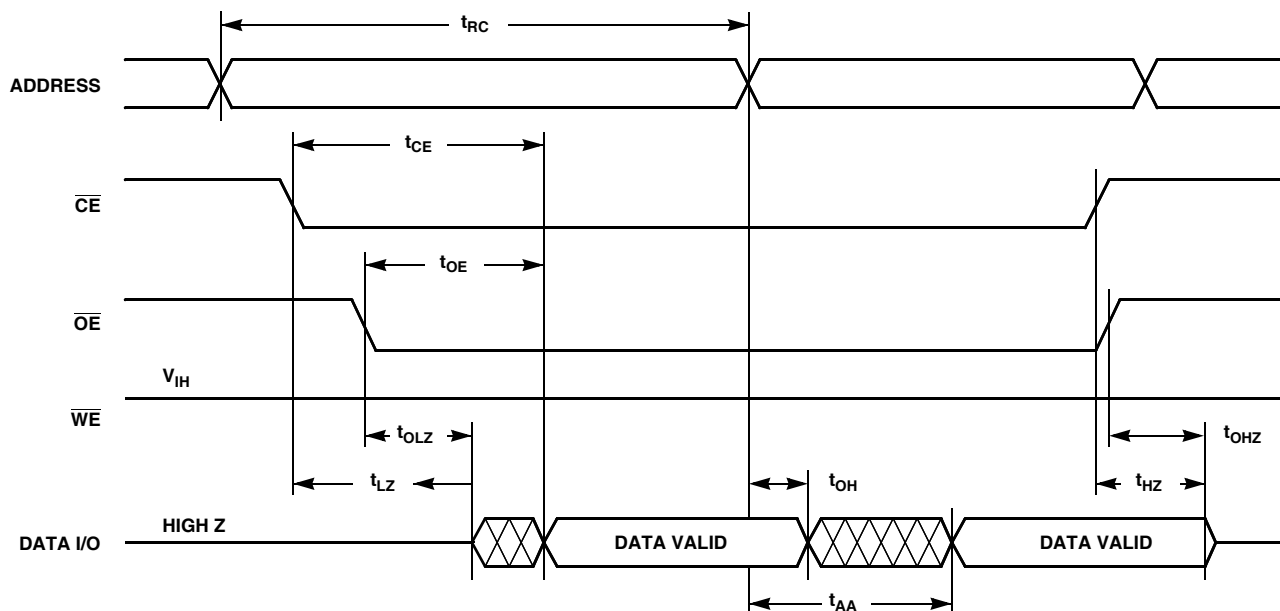 tRC
ADDRESS
tCE
CE
tOE
OE
VIH
WE
tOLZ
tOHZ
tLZ
tOH
tHZ
HIGH Z
DATA I/O
DATA VALID
DATA VALID
tAA